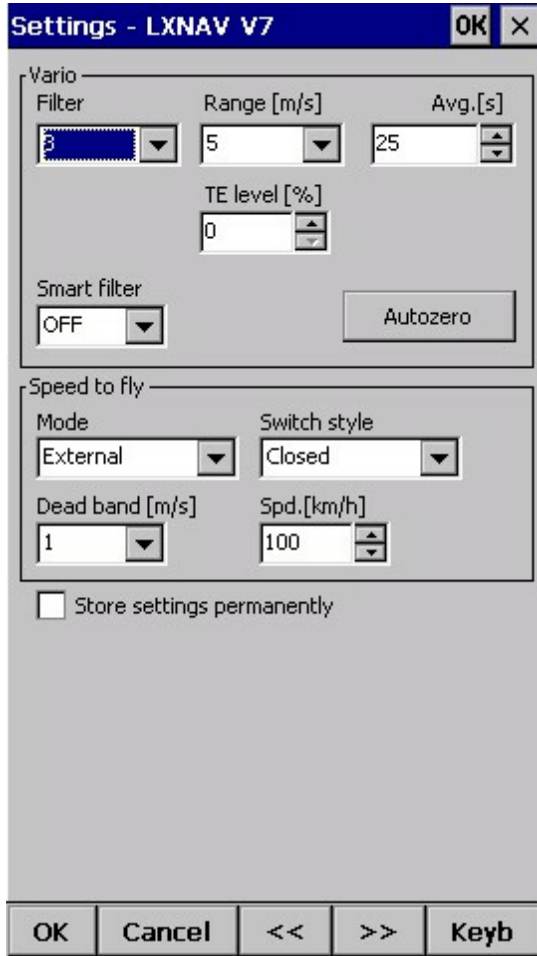 Settings - LXNAV V7 OK ×
Vario
Filter Range [m/s] Avg.[s]
3 5 25
TE level [%]
0
Smart filter
OFF Autozero
Speed to fly
Mode Switch style
External Closed
Dead band [m/s] Spd.[km/h]
1 100
Store settings permanently
OK Cancel << >> Keyb